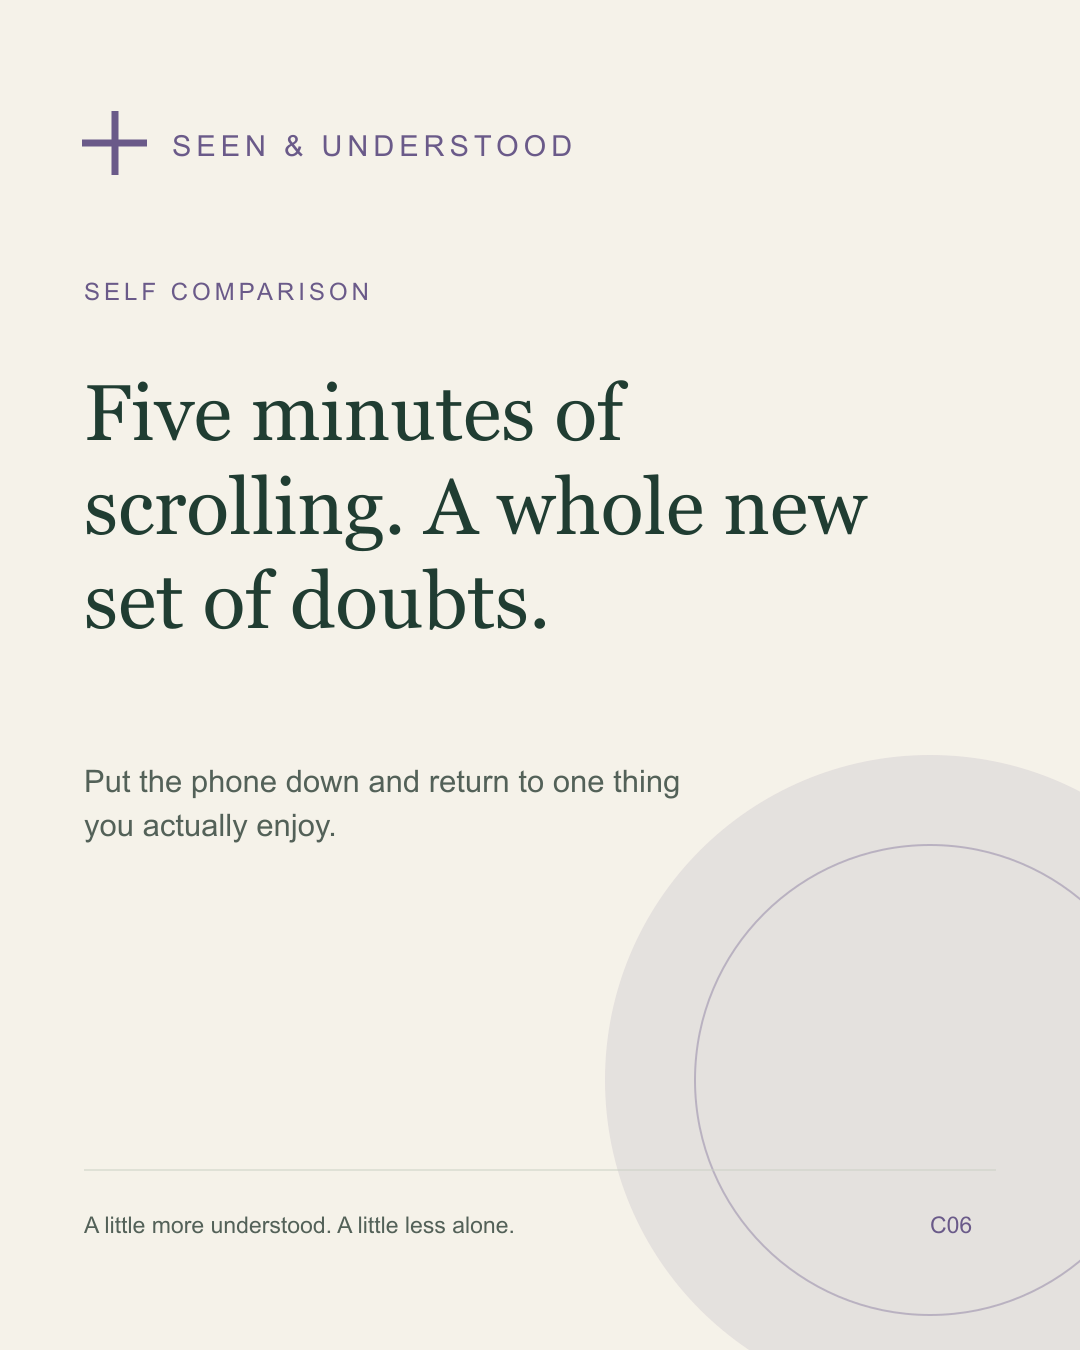 SEEN & UNDERSTOOD
SELF COMPARISON
Five minutes of
scrolling. A whole new
set of doubts.
Put the phone down and return to one thing
you actually enjoy.
A little more understood. A little less alone.
C06